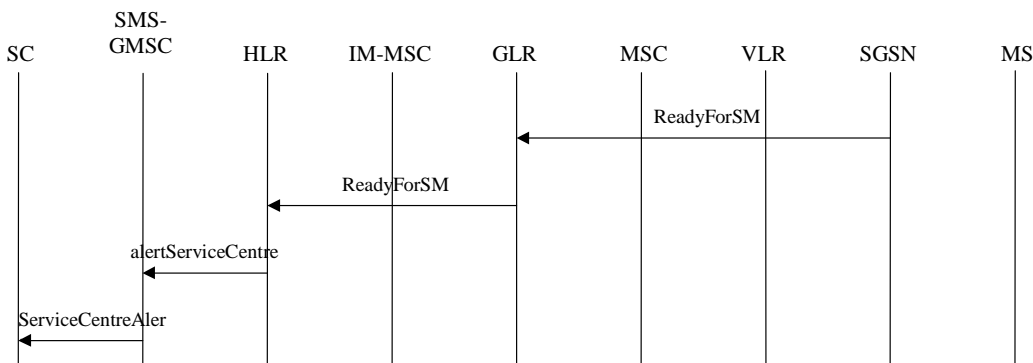 SC
SMS-
GMSC
HLR
IM-MSC
GLR
MSC
VLR
SGSN
MS
ReadyForSM
ReadyForSM
alertServiceCentre
ServiceCentreAler